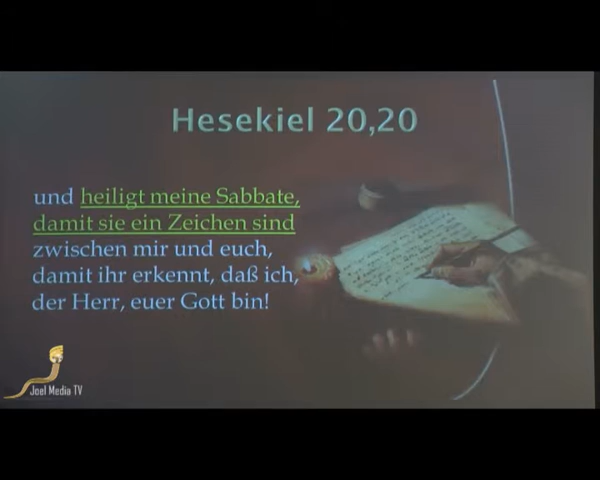 Hesekiel 20,20
und heiligt meine Sabbate,
damit sie ein Zeichen sind
zwischen mir und euch,
damit ihr erkennt, daß ich,
der Herr, euer Gott bin!
Joel Media TV